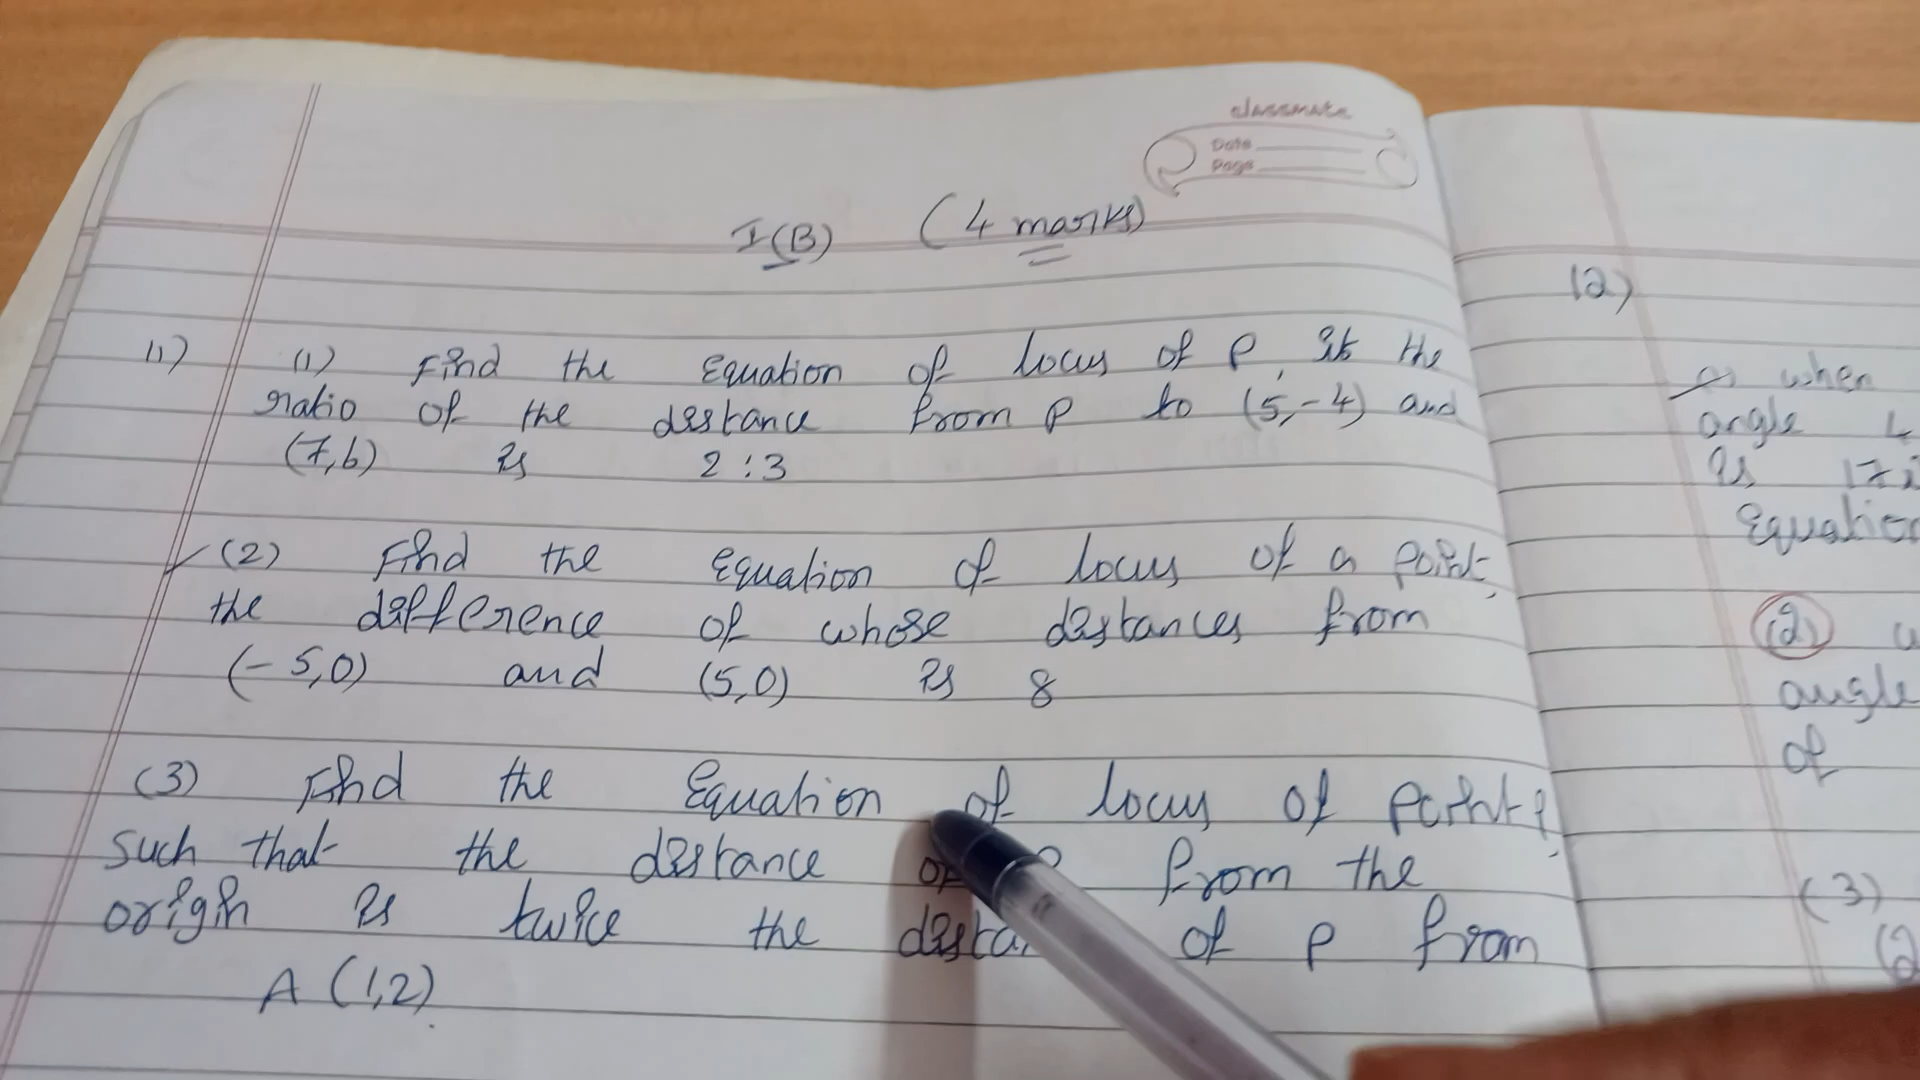 classmate
Date
Page
I(B) (4 marks)
11) (1) Find the Equation of locus of P, if the
ratio of the distance from P to (5,-4) and
(7,6) is 2:3
(2) Find the Equation of locus of a point,
the difference of whose distances from
(-5,0) and (5,0) is 8
(3) Find the Equation of locus of point P,
such that the distance of P from the
origin is twice the of P from
A (1,2).
12)
when
angle
is
Equation
(2)
angle
of
(3)